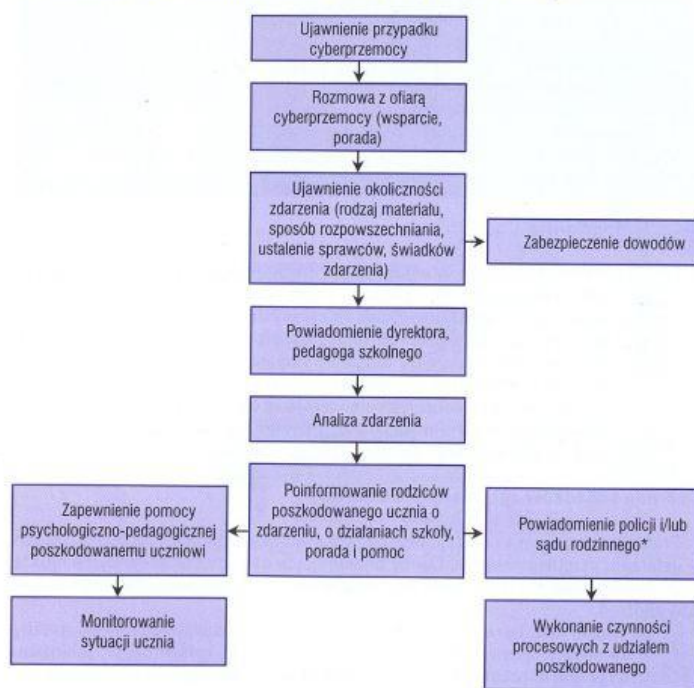 Ujawnienie przypadku
cyberprzemocy
Rozmowa z ofiarą
cyberprzemocy (wsparcie,
porada)
Ujawnienie okoliczności
zdarzenia (rodzaj materiału,
sposób rozpowszechniania,
ustalenie sprawców, świadków
zdarzenia)
Zabezpieczenie dowodów
Powiadomienie dyrektora,
pedagoga szkolnego
Analiza zdarzenia
Zapewnienie pomocy
psychologiczno-pedagogicznej
poszkodowanemu uczniowi
Poinformowanie rodziców
poszkodowanego ucznia o
zdarzeniu, o działaniach szkoły,
porada i pomoc
Powiadomienie policji i/lub
sądu rodzinnego*
Monitorowanie
sytuacji ucznia
Wykonanie czynności
procesowych z udziałem
poszkodowanego